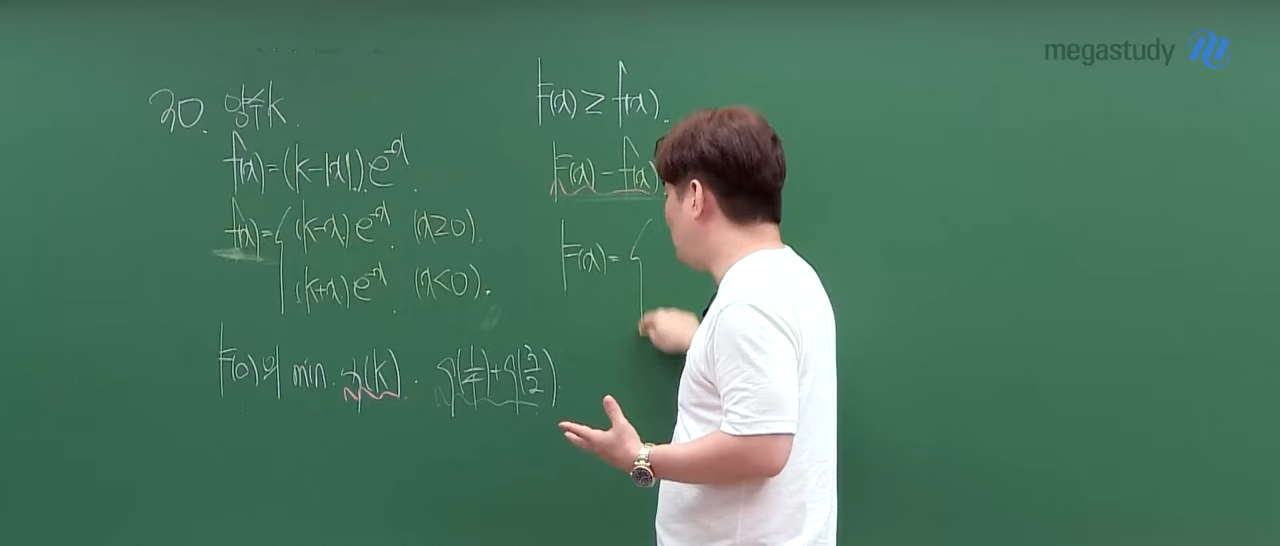 megastudy
30. 양수 k.
f(x)=(k-|x|)e^{-x}.
f(x)={ (k-x)e^{-x}. (x≥0).
(k+x)e^{-x} (x<0).
F(0)의 min. g(k). g(1/4)+g(3/2).
F(x) ≥ f(x).
F(x)-f(x)
F(x)= {